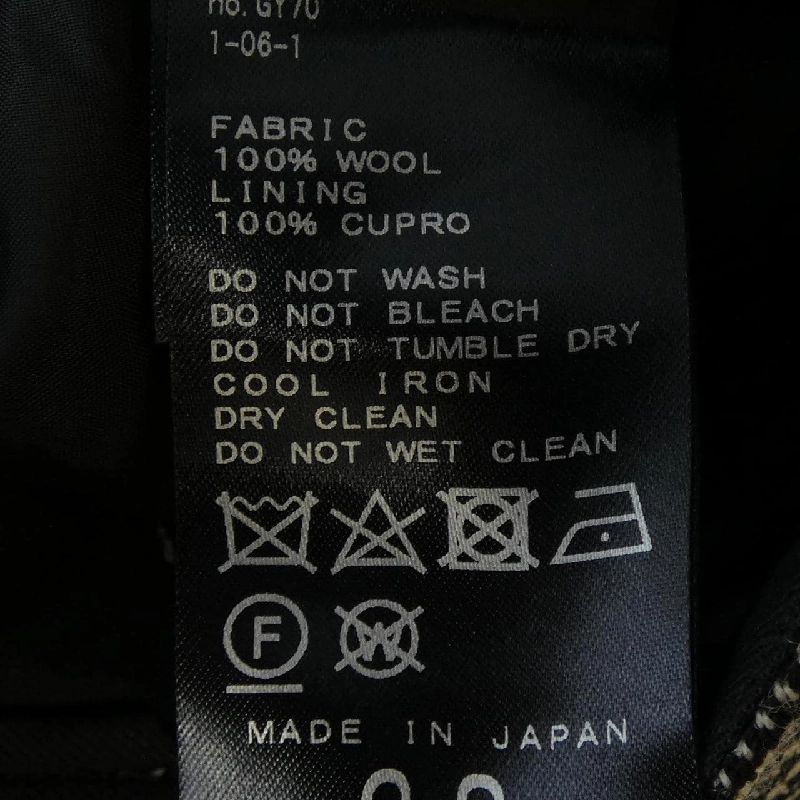 no. GY70
1-06-1
FABRIC
100% WOOL
LINING
100% CUPRO
DO NOT WASH
DO NOT BLEACH
DO NOT TUMBLE DRY
COOL IRON
DRY CLEAN
DO NOT WET CLEAN
F W
MADE IN JAPAN